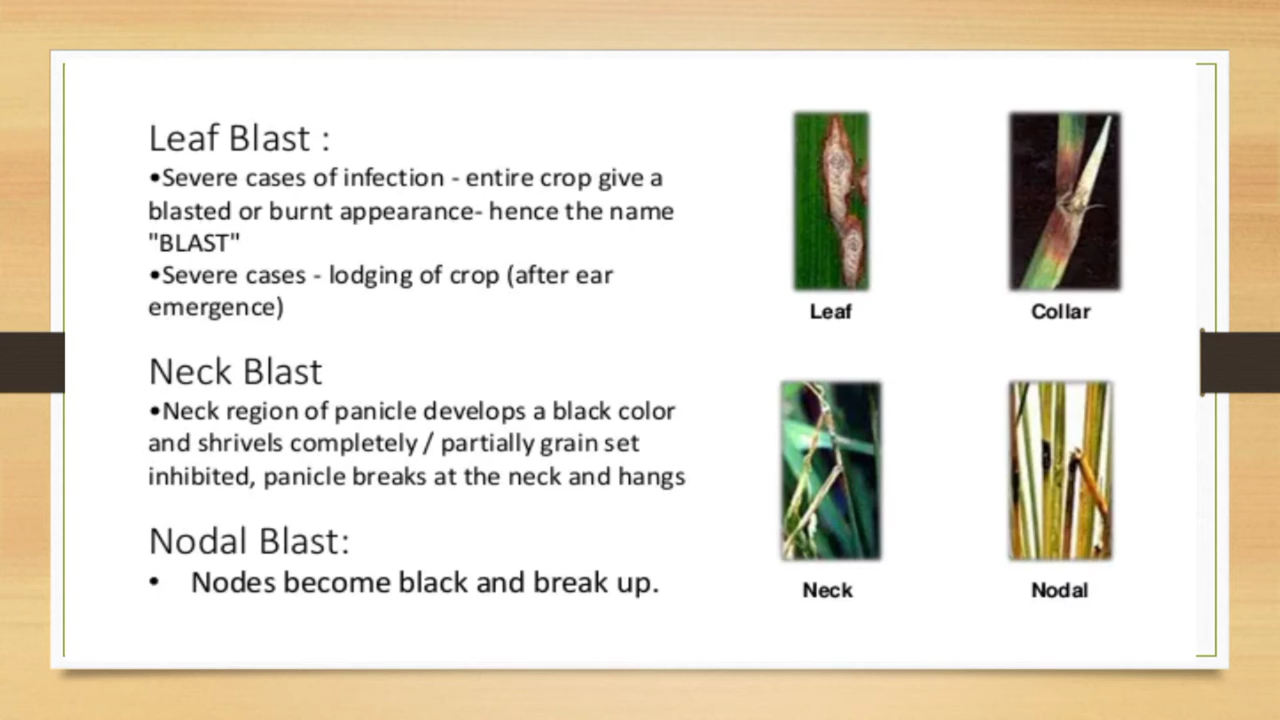 Leaf Blast :
•Severe cases of infection - entire crop give a
blasted or burnt appearance- hence the name
"BLAST"
•Severe cases - lodging of crop (after ear
emergence)
Neck Blast
•Neck region of panicle develops a black color
and shrivels completely / partially grain set
inhibited, panicle breaks at the neck and hangs
Nodal Blast:
• Nodes become black and break up.
Leaf
Collar
Neck
Nodal